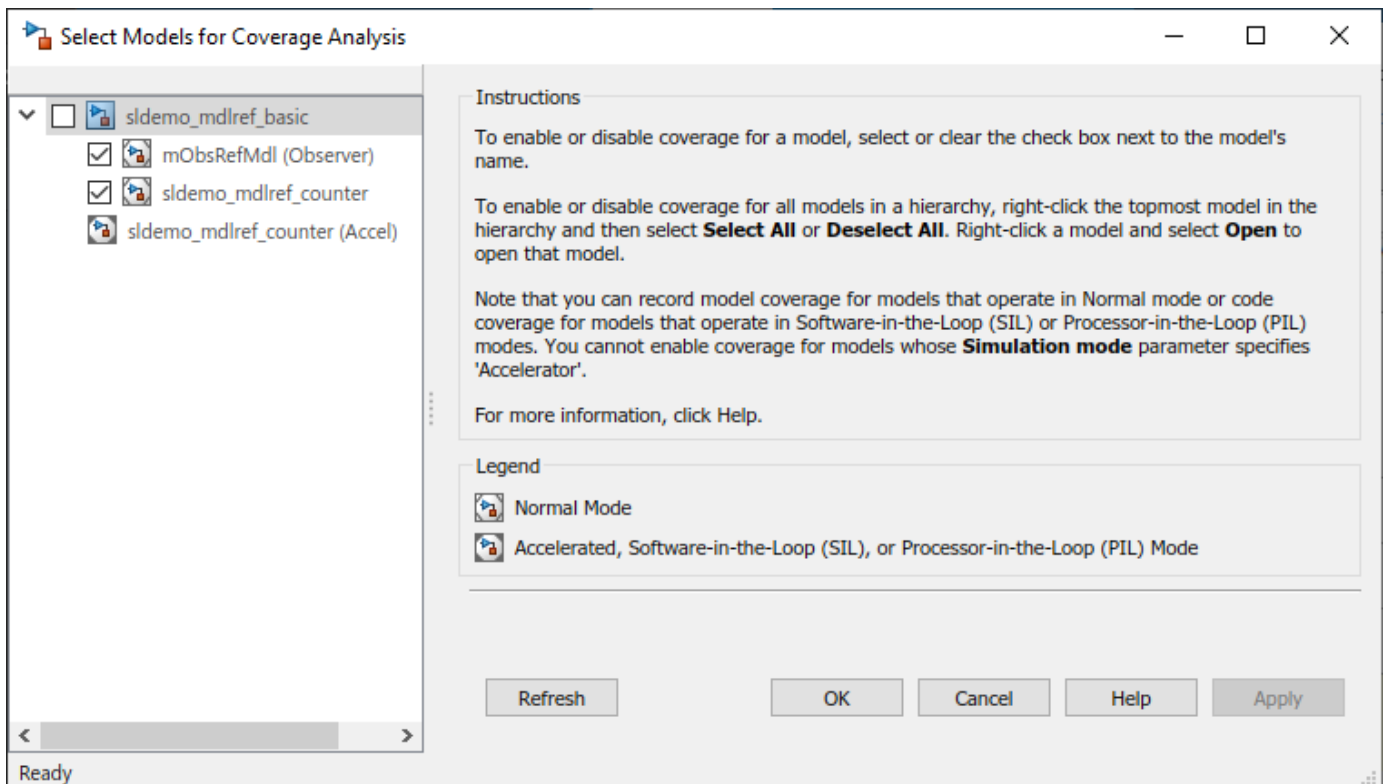 Select Models for Coverage Analysis
sldemo_mdlref_basic
mObsRefMdl (Observer)
sldemo_mdlref_counter
sldemo_mdlref_counter (Accel)
Instructions
To enable or disable coverage for a model, select or clear the check box next to the model's
name.
To enable or disable coverage for all models in a hierarchy, right-click the topmost model in the
hierarchy and then select Select All or Deselect All. Right-click a model and select Open to
open that model.
Note that you can record model coverage for models that operate in Normal mode or code
coverage for models that operate in Software-in-the-Loop (SIL) or Processor-in-the-Loop (PIL)
modes. You cannot enable coverage for models whose Simulation mode parameter specifies
'Accelerator'.
For more information, click Help.
Legend
Normal Mode
Accelerated, Software-in-the-Loop (SIL), or Processor-in-the-Loop (PIL) Mode
Refresh OK Cancel Help Apply
Ready